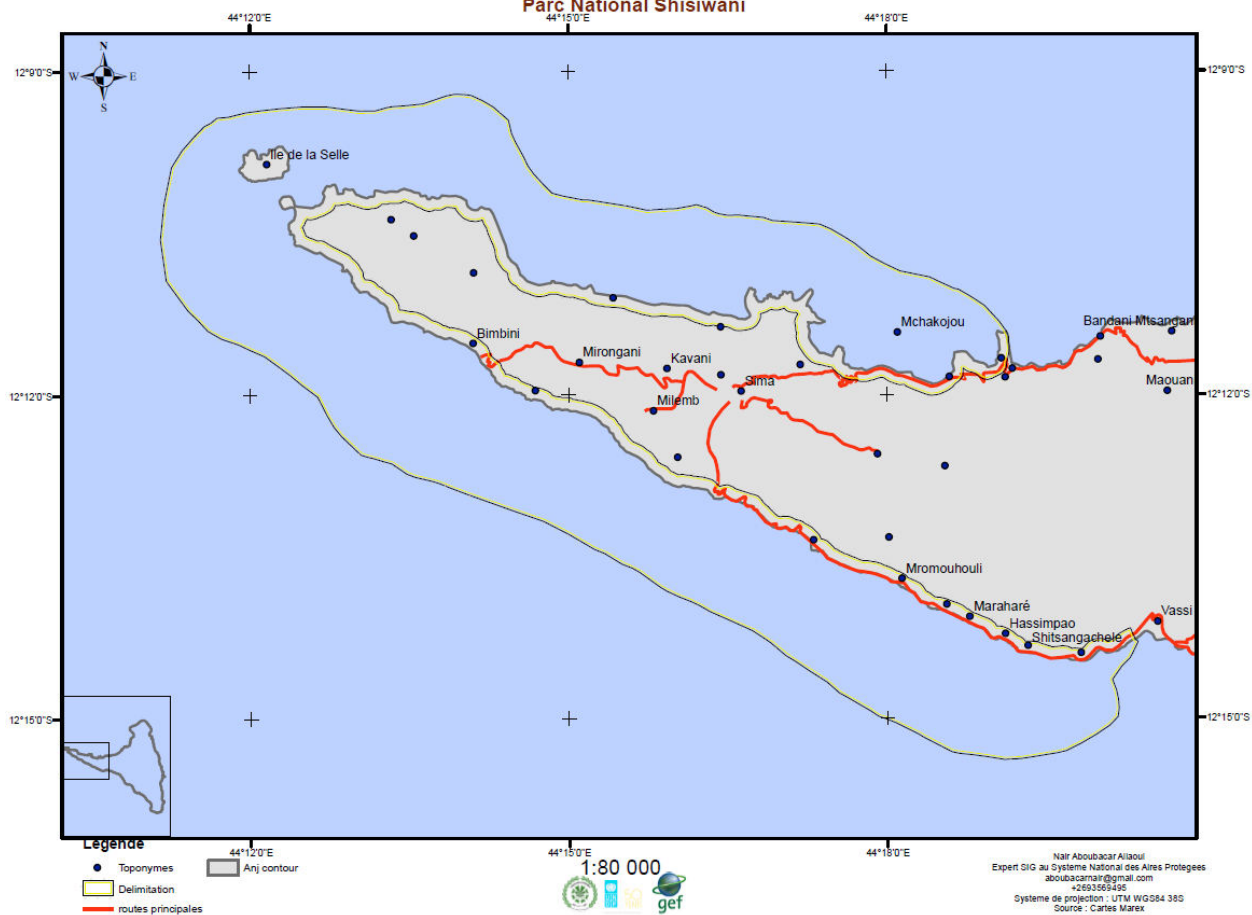 Parc National Shisiwani
44°12'0"E 44°15'0"E 44°18'0"E
N
W E
S
12°9'0"S 12°9'0"S
Ile de la Selle
Mchakojou
Bandani Mtsangani
Bimbini
Mirongani
Kavani
Sima
Maouan
12°12'0"S 12°12'0"S
Milemb
Mromouhouli
Maraharé
Vassi
Hassimpao
Shitsangachelé
12°15'0"S 12°15'0"S
44°12'0"E 44°15'0"E 44°18'0"E
Légende
Toponymes
Anj contour
Delimitation
routes principales
1:80 000
gef
Naïr Aboubacar Allaoui
Expert SIG au Systeme National des Aires Protegees
aboubacarnair@gmail.com
+2693569495
Systeme de projection : UTM WGS84 38S
Source : Cartes Marex